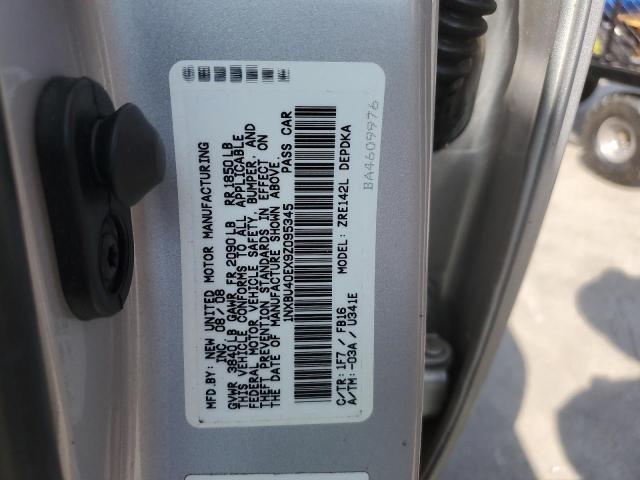 MFD.BY: NEW UNITED MOTOR MANUFACTURING
INC. 08/08
GVWR 3840LB GAWR FR 2090LB RR 1850LB
THIS VEHICLE CONFORMS TO ALL APPLICABLE
FEDERAL MOTOR VEHICLE SAFETY, BUMPER, AND
THEFT PREVENTION STANDARDS IN EFFECT ON
THE DATE OF MANUFACTURE SHOWN ABOVE.
1NXBU40EX9Z095345 PASS CAR
C/TR: 1F7 / FB16 MODEL: ZRE142L DEPDKA
A/TM: -03A / U341E
BA4609976